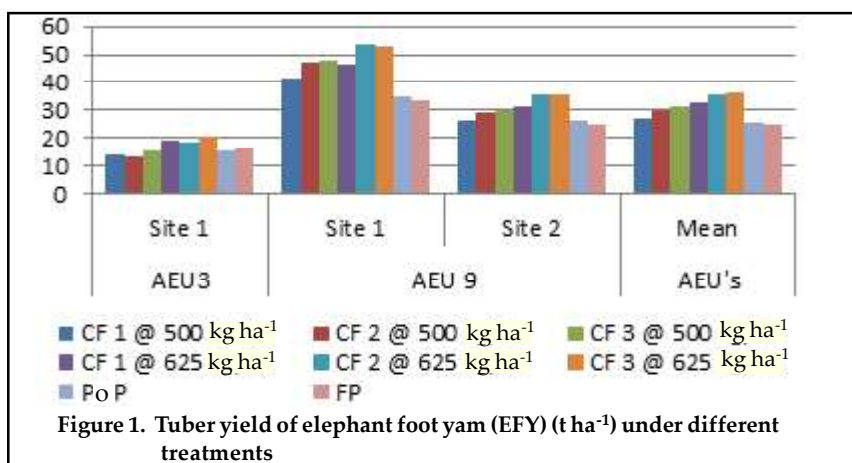 60
50
40
30
20
10
0
Site 1 Site 1 Site 2 Mean
AEU3 AEU 9 AEU's
CF 1 @ 500 kg ha⁻¹ CF 2 @ 500 kg ha⁻¹ CF 3 @ 500 kg ha⁻¹
CF 1 @ 625 kg ha⁻¹ CF 2 @ 625 kg ha⁻¹ CF 3 @ 625 kg ha⁻¹
Po P FP
Figure 1. Tuber yield of elephant foot yam (EFY) (t ha⁻¹) under different
treatments